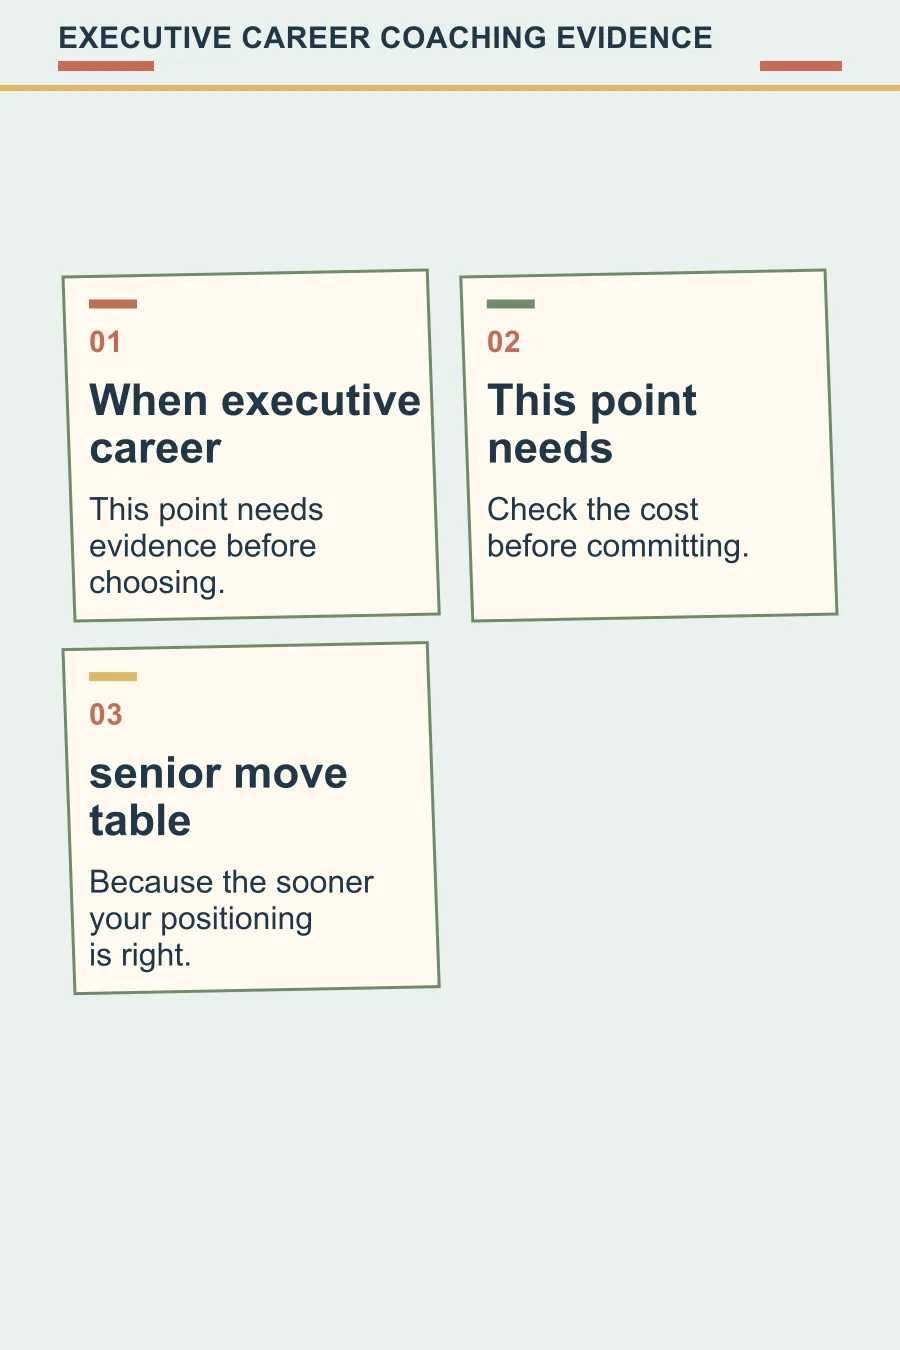 EXECUTIVE CAREER COACHING EVIDENCE
01
When executive
career
This point needs
evidence before
choosing.
02
This point
needs
Check the cost
before committing.
03
senior move
table
Because the sooner
your positioning
is right.